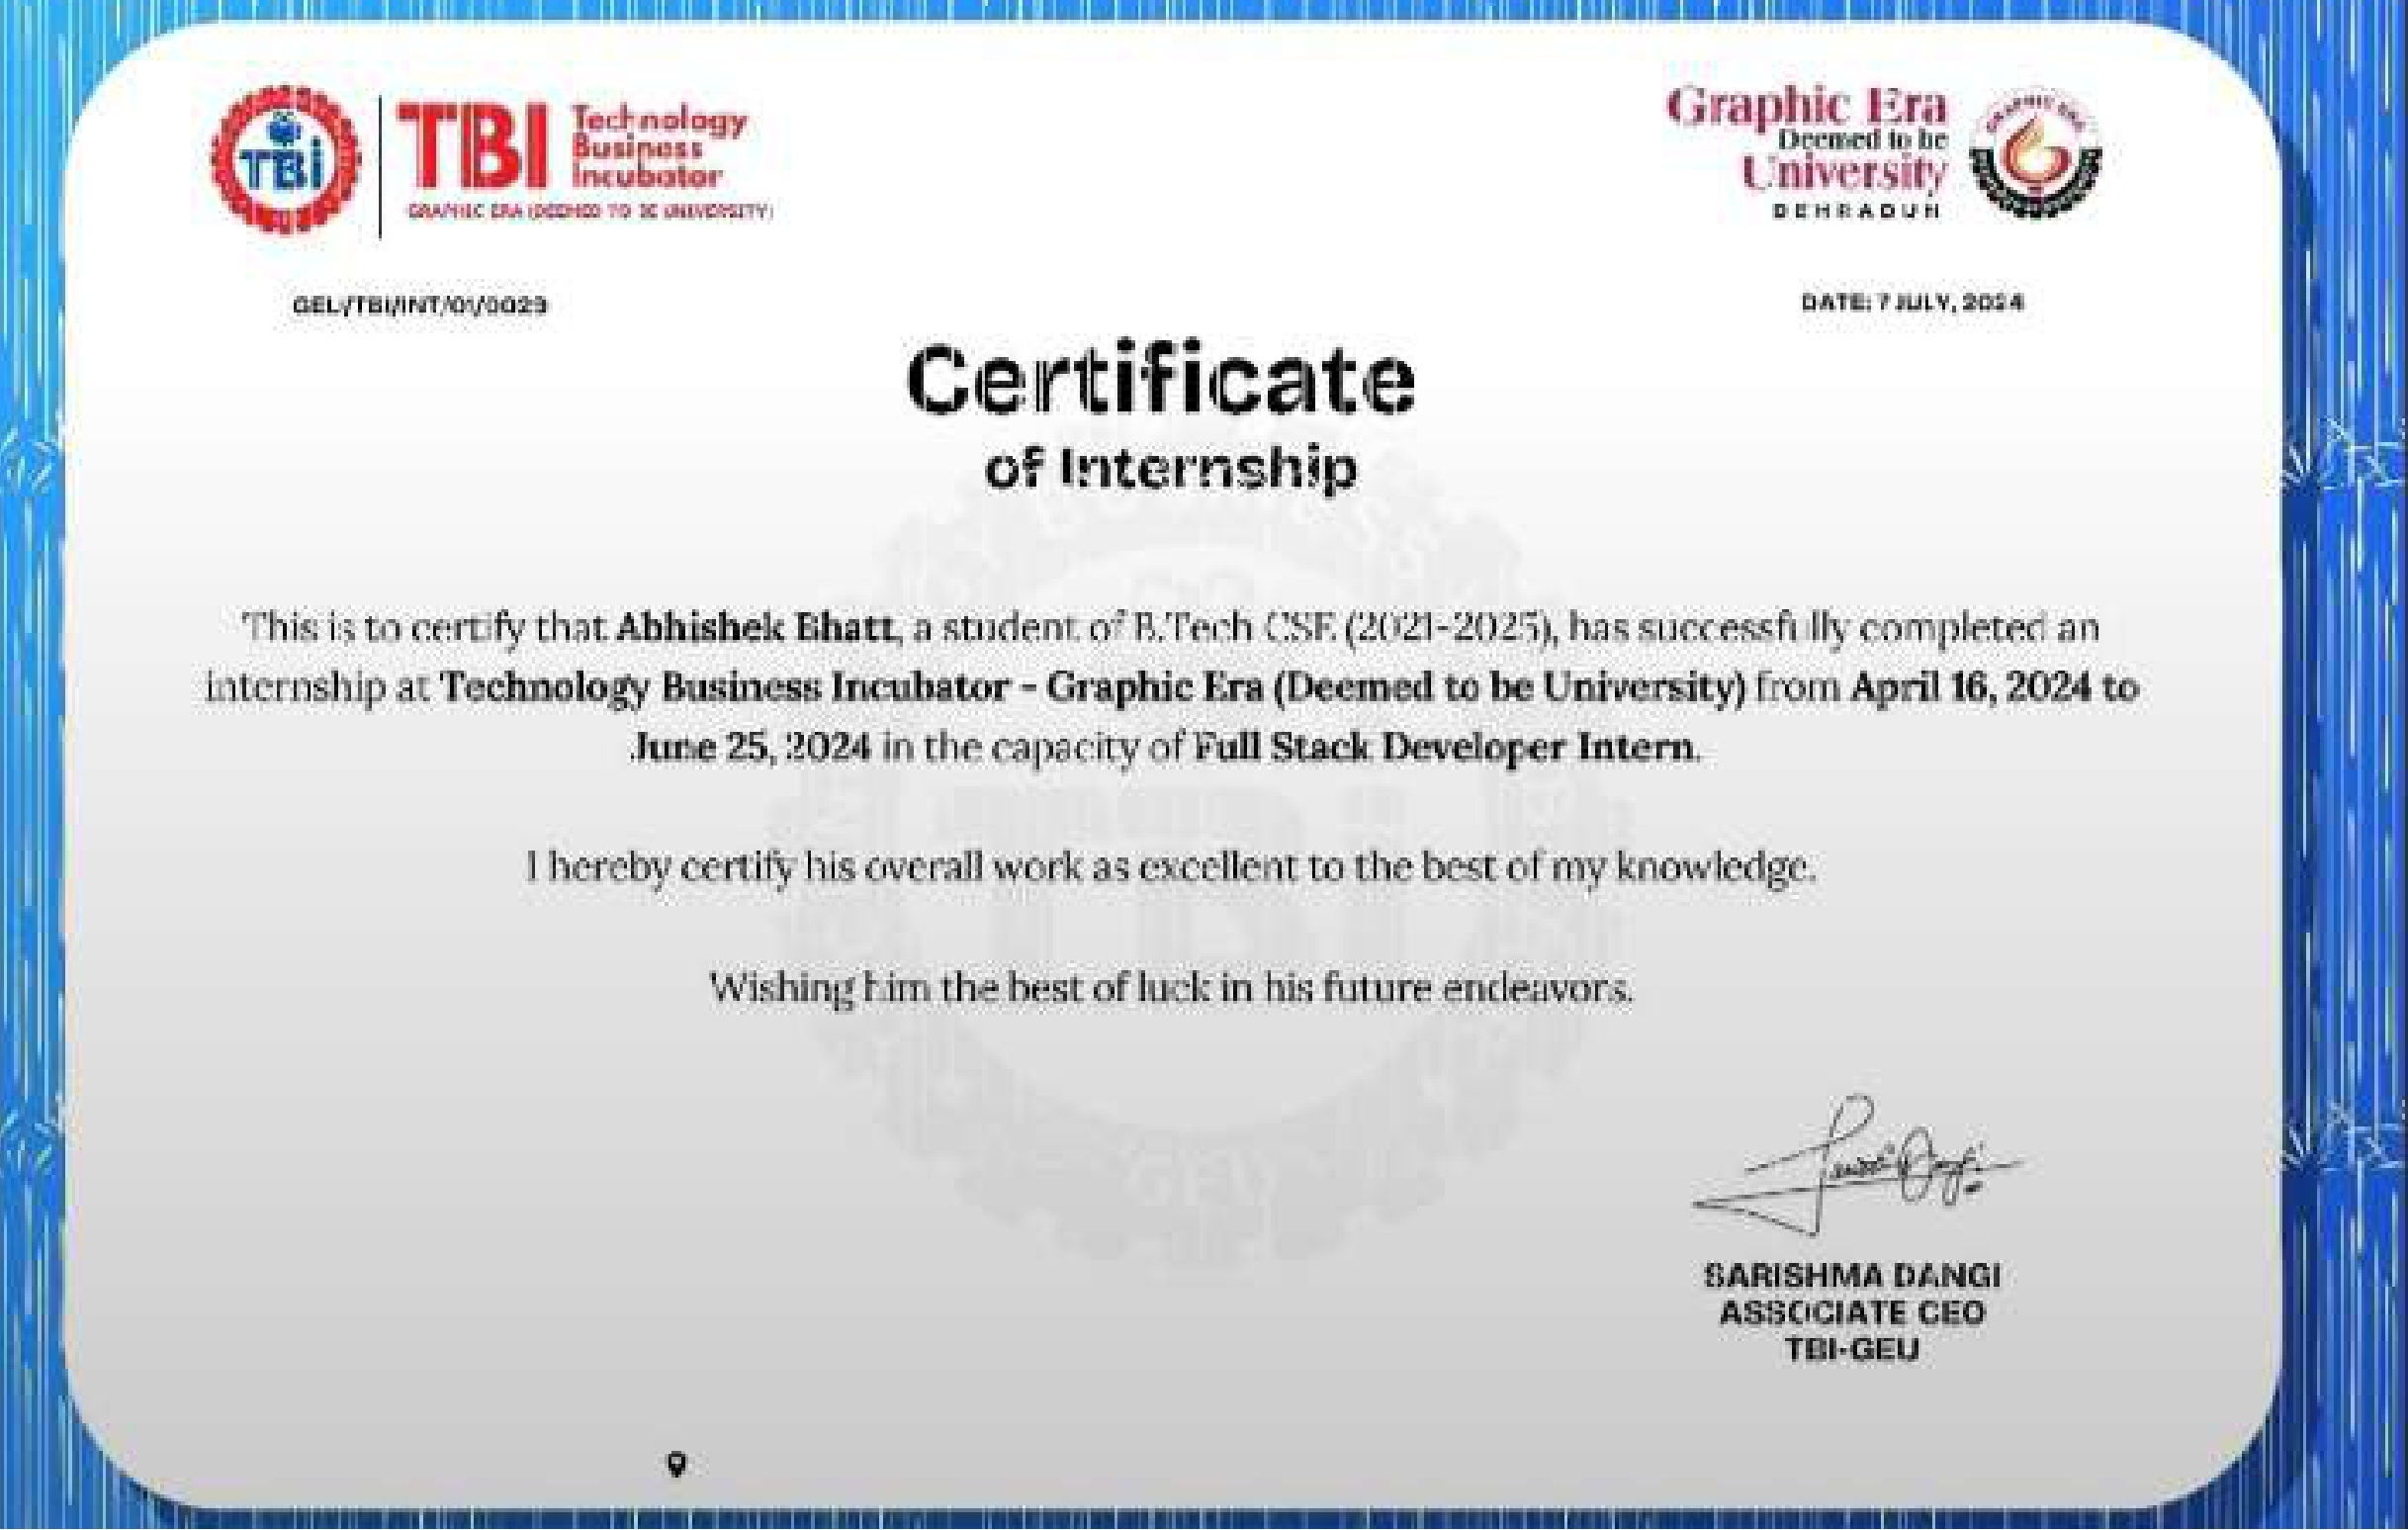 TBI
TBI
Technology
Business
Incubator
GRAPHIC ERA (DEEMED TO BE UNIVERSITY)
Graphic Era
Deemed to be
University
DEHRADUN
GRAPHIC ERA
GEU/TBI/INT/01/0029
DATE: 7 JULY, 2024
Certificate
of Internship
This is to certify that Abhishek Bhatt, a student of B.Tech CSE (2021-2025), has successfully completed an
internship at Technology Business Incubator - Graphic Era (Deemed to be University) from April 16, 2024 to
June 25, 2024 in the capacity of Full Stack Developer Intern.
I hereby certify his overall work as excellent to the best of my knowledge.
Wishing him the best of luck in his future endeavors.
SARISHMA DANGI
ASSOCIATE CEO
TBI-GEU